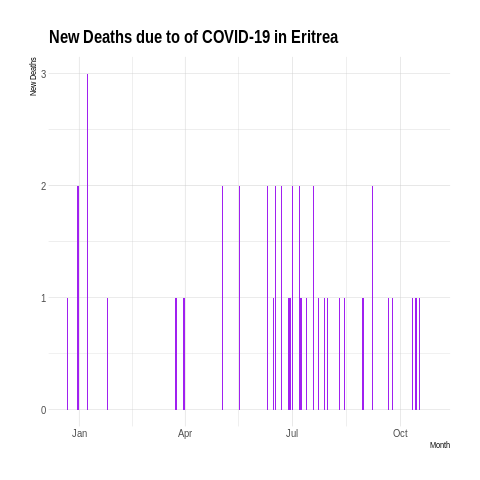 New Deaths due to of COVID-19 in Eritrea
New Deaths
3
2
1
0
Jan Apr Jul Oct
Month